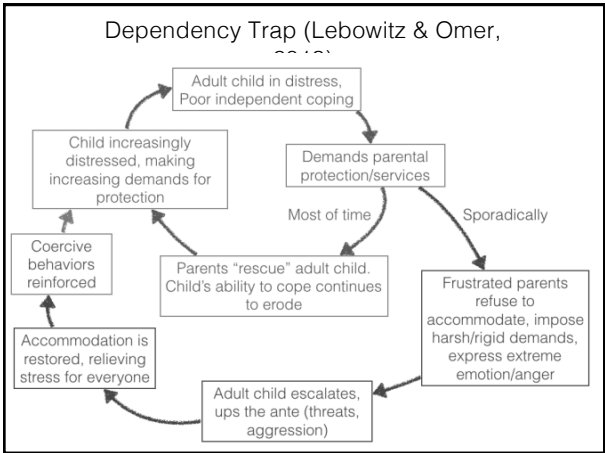 Dependency Trap (Lebowitz & Omer,
Adult child in distress,
Poor independent coping
Demands parental
protection/services
Most of time
Sporadically
Parents “rescue” adult child.
Child’s ability to cope continues
to erode
Frustrated parents
refuse to
accommodate, impose
harsh/rigid demands,
express extreme
emotion/anger
Adult child escalates,
ups the ante (threats,
aggression)
Accommodation is
restored, relieving
stress for everyone
Coercive
behaviors
reinforced
Child increasingly
distressed, making
increasing demands for
protection